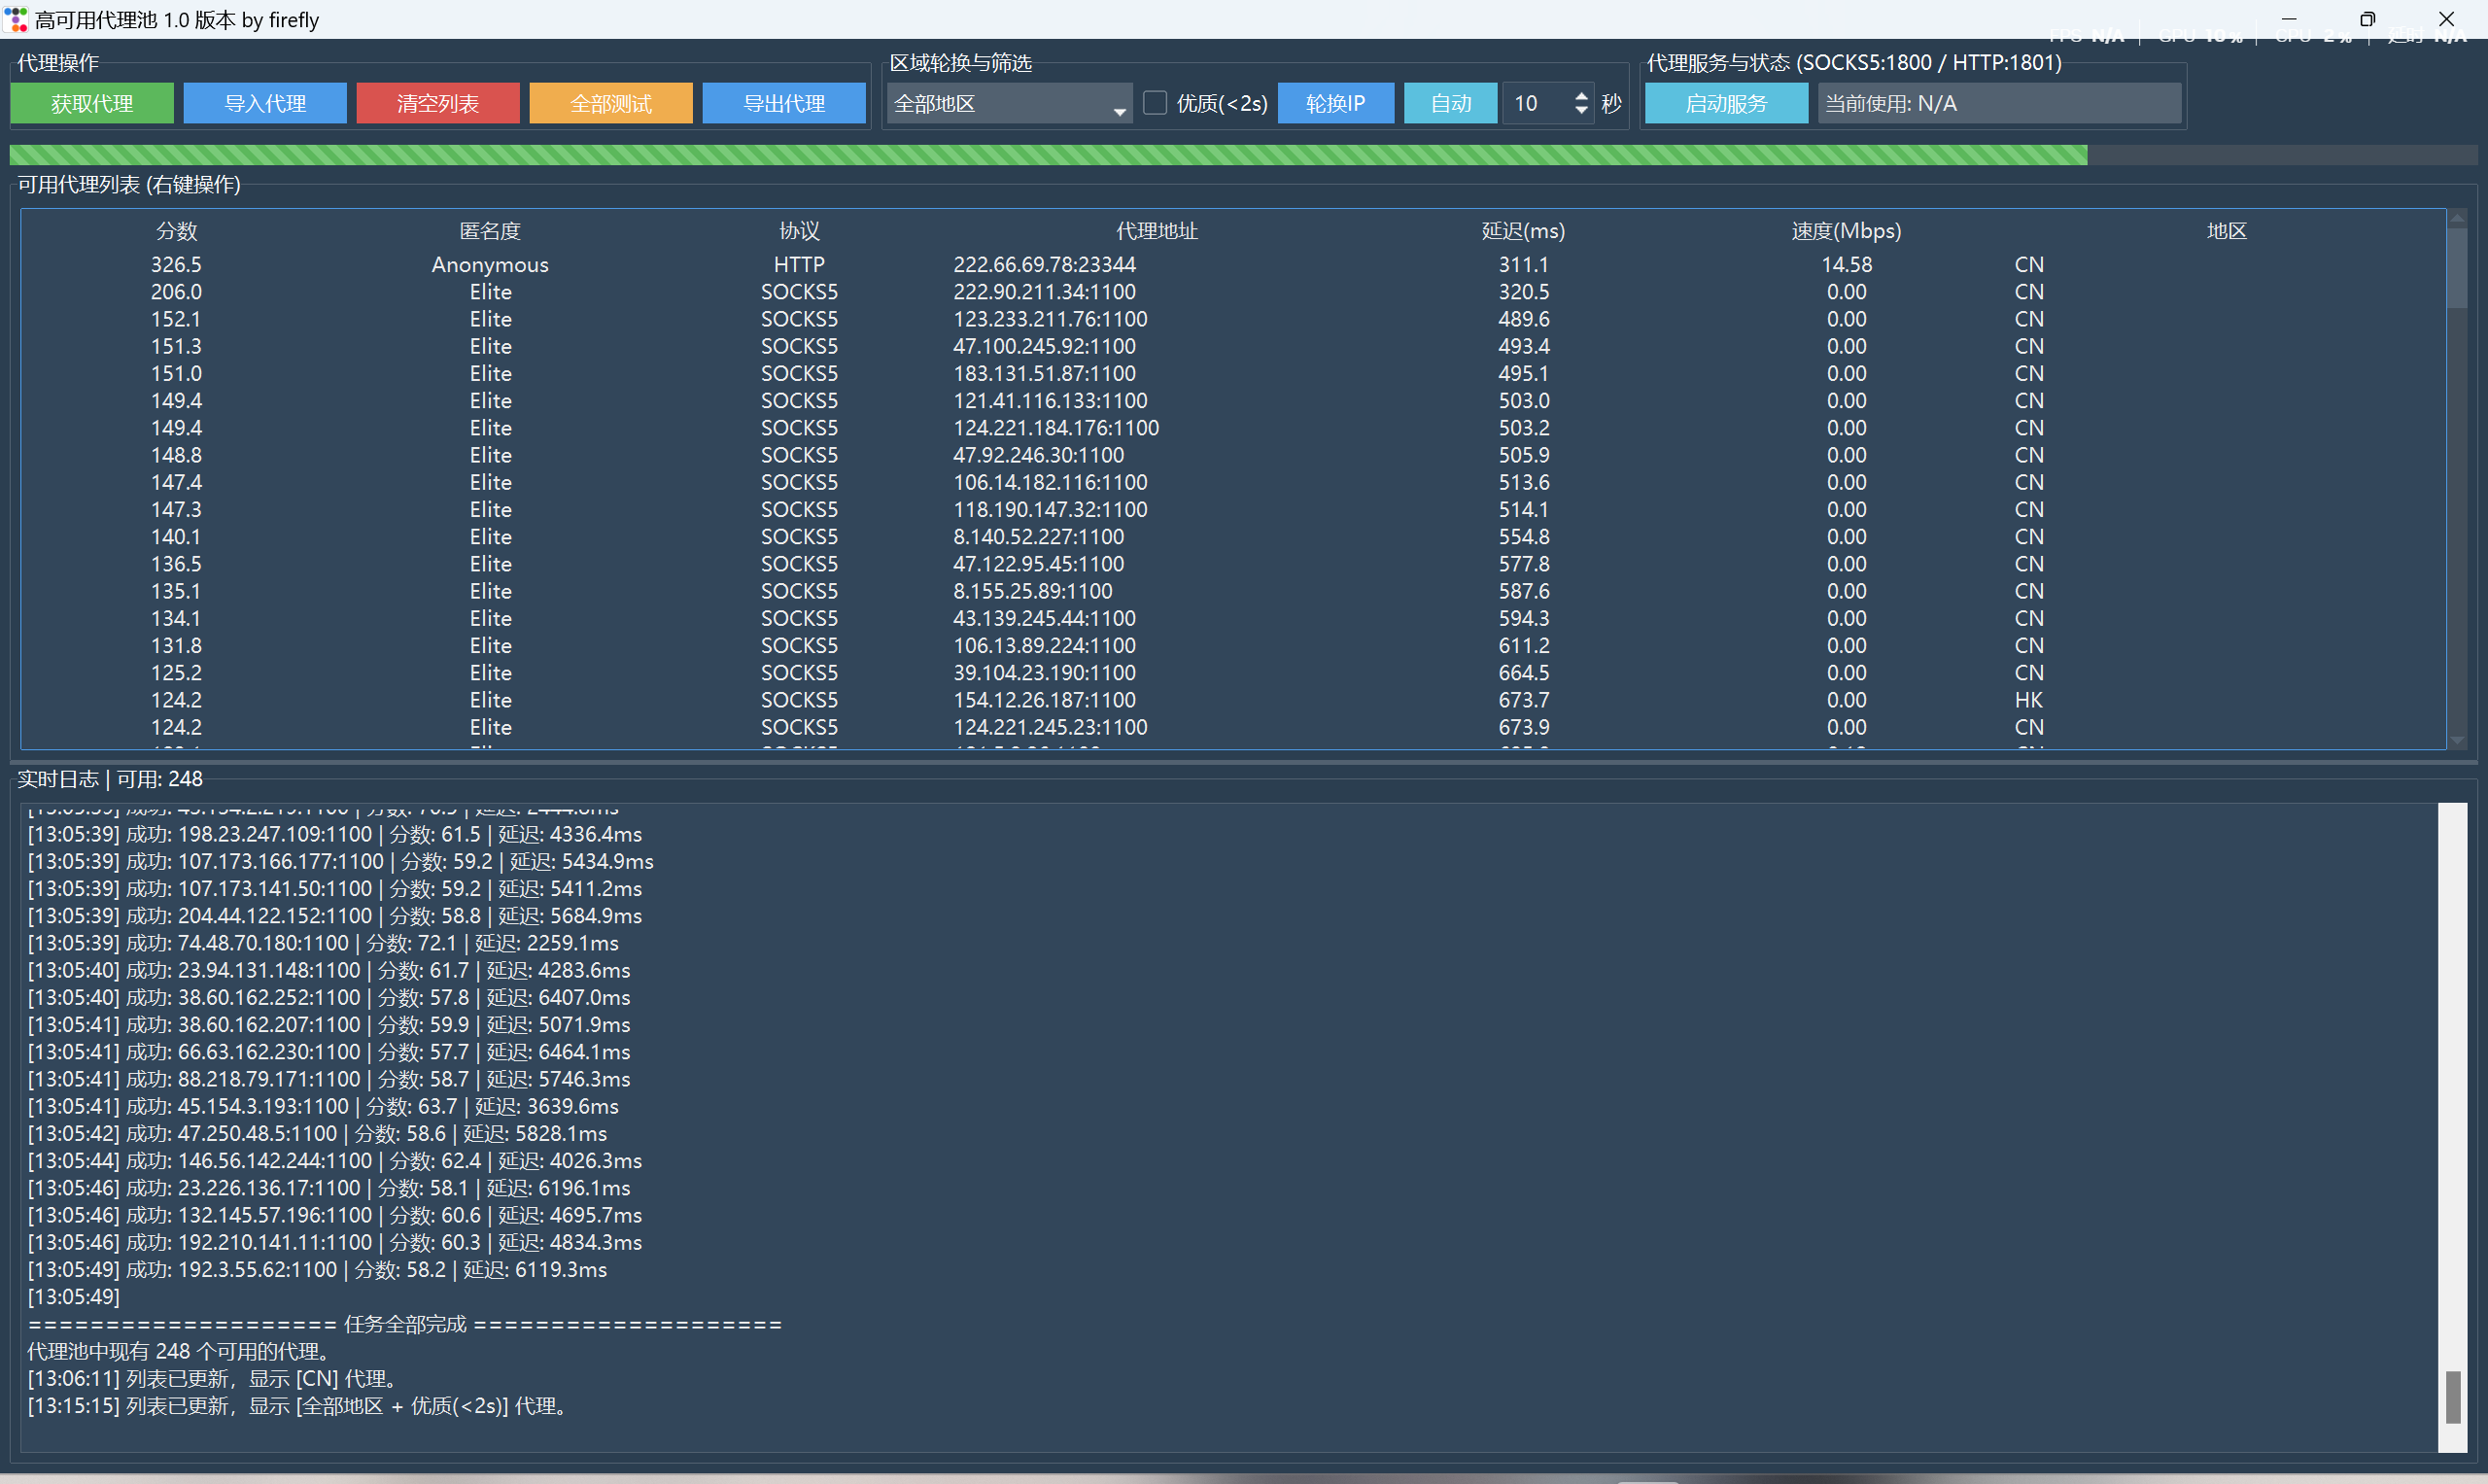 高可用代理池 1.0 版本 by firefly
FPS N/A | GPU 10 % | CPU 2 % | 延时 N/A
代理操作 区域轮换与筛选 代理服务与状态 (SOCKS5:1800 / HTTP:1801)
获取代理 导入代理 清空列表 全部测试 导出代理 全部地区 优质(<2s) 轮换IP 自动 10 秒 启动服务 当前使用: N/A
可用代理列表 (右键操作)
分数 匿名度 协议 代理地址 延迟(ms) 速度(Mbps) 地区
326.5 Anonymous HTTP 222.66.69.78:23344 311.1 14.58 CN
206.0 Elite SOCKS5 222.90.211.34:1100 320.5 0.00 CN
152.1 Elite SOCKS5 123.233.211.76:1100 489.6 0.00 CN
151.3 Elite SOCKS5 47.100.245.92:1100 493.4 0.00 CN
151.0 Elite SOCKS5 183.131.51.87:1100 495.1 0.00 CN
149.4 Elite SOCKS5 121.41.116.133:1100 503.0 0.00 CN
149.4 Elite SOCKS5 124.221.184.176:1100 503.2 0.00 CN
148.8 Elite SOCKS5 47.92.246.30:1100 505.9 0.00 CN
147.4 Elite SOCKS5 106.14.182.116:1100 513.6 0.00 CN
147.3 Elite SOCKS5 118.190.147.32:1100 514.1 0.00 CN
140.1 Elite SOCKS5 8.140.52.227:1100 554.8 0.00 CN
136.5 Elite SOCKS5 47.122.95.45:1100 577.8 0.00 CN
135.1 Elite SOCKS5 8.155.25.89:1100 587.6 0.00 CN
134.1 Elite SOCKS5 43.139.245.44:1100 594.3 0.00 CN
131.8 Elite SOCKS5 106.13.89.224:1100 611.2 0.00 CN
125.2 Elite SOCKS5 39.104.23.190:1100 664.5 0.00 CN
124.2 Elite SOCKS5 154.12.26.187:1100 673.7 0.00 HK
124.2 Elite SOCKS5 124.221.245.23:1100 673.9 0.00 CN
实时日志 | 可用: 248
[13:05:39] 成功: 198.23.247.109:1100 | 分数: 61.5 | 延迟: 4336.4ms
[13:05:39] 成功: 107.173.166.177:1100 | 分数: 59.2 | 延迟: 5434.9ms
[13:05:39] 成功: 107.173.141.50:1100 | 分数: 59.2 | 延迟: 5411.2ms
[13:05:39] 成功: 204.44.122.152:1100 | 分数: 58.8 | 延迟: 5684.9ms
[13:05:39] 成功: 74.48.70.180:1100 | 分数: 72.1 | 延迟: 2259.1ms
[13:05:40] 成功: 23.94.131.148:1100 | 分数: 61.7 | 延迟: 4283.6ms
[13:05:40] 成功: 38.60.162.252:1100 | 分数: 57.8 | 延迟: 6407.0ms
[13:05:41] 成功: 38.60.162.207:1100 | 分数: 59.9 | 延迟: 5071.9ms
[13:05:41] 成功: 66.63.162.230:1100 | 分数: 57.7 | 延迟: 6464.1ms
[13:05:41] 成功: 88.218.79.171:1100 | 分数: 58.7 | 延迟: 5746.3ms
[13:05:41] 成功: 45.154.3.193:1100 | 分数: 63.7 | 延迟: 3639.6ms
[13:05:42] 成功: 47.250.48.5:1100 | 分数: 58.6 | 延迟: 5828.1ms
[13:05:44] 成功: 146.56.142.244:1100 | 分数: 62.4 | 延迟: 4026.3ms
[13:05:46] 成功: 23.226.136.17:1100 | 分数: 58.1 | 延迟: 6196.1ms
[13:05:46] 成功: 132.145.57.196:1100 | 分数: 60.6 | 延迟: 4695.7ms
[13:05:46] 成功: 192.210.141.11:1100 | 分数: 60.3 | 延迟: 4834.3ms
[13:05:49] 成功: 192.3.55.62:1100 | 分数: 58.2 | 延迟: 6119.3ms
[13:05:49]
==================== 任务全部完成 ====================
代理池中现有 248 个可用的代理。
[13:06:11] 列表已更新，显示 [CN] 代理。
[13:15:15] 列表已更新，显示 [全部地区 + 优质(<2s)] 代理。